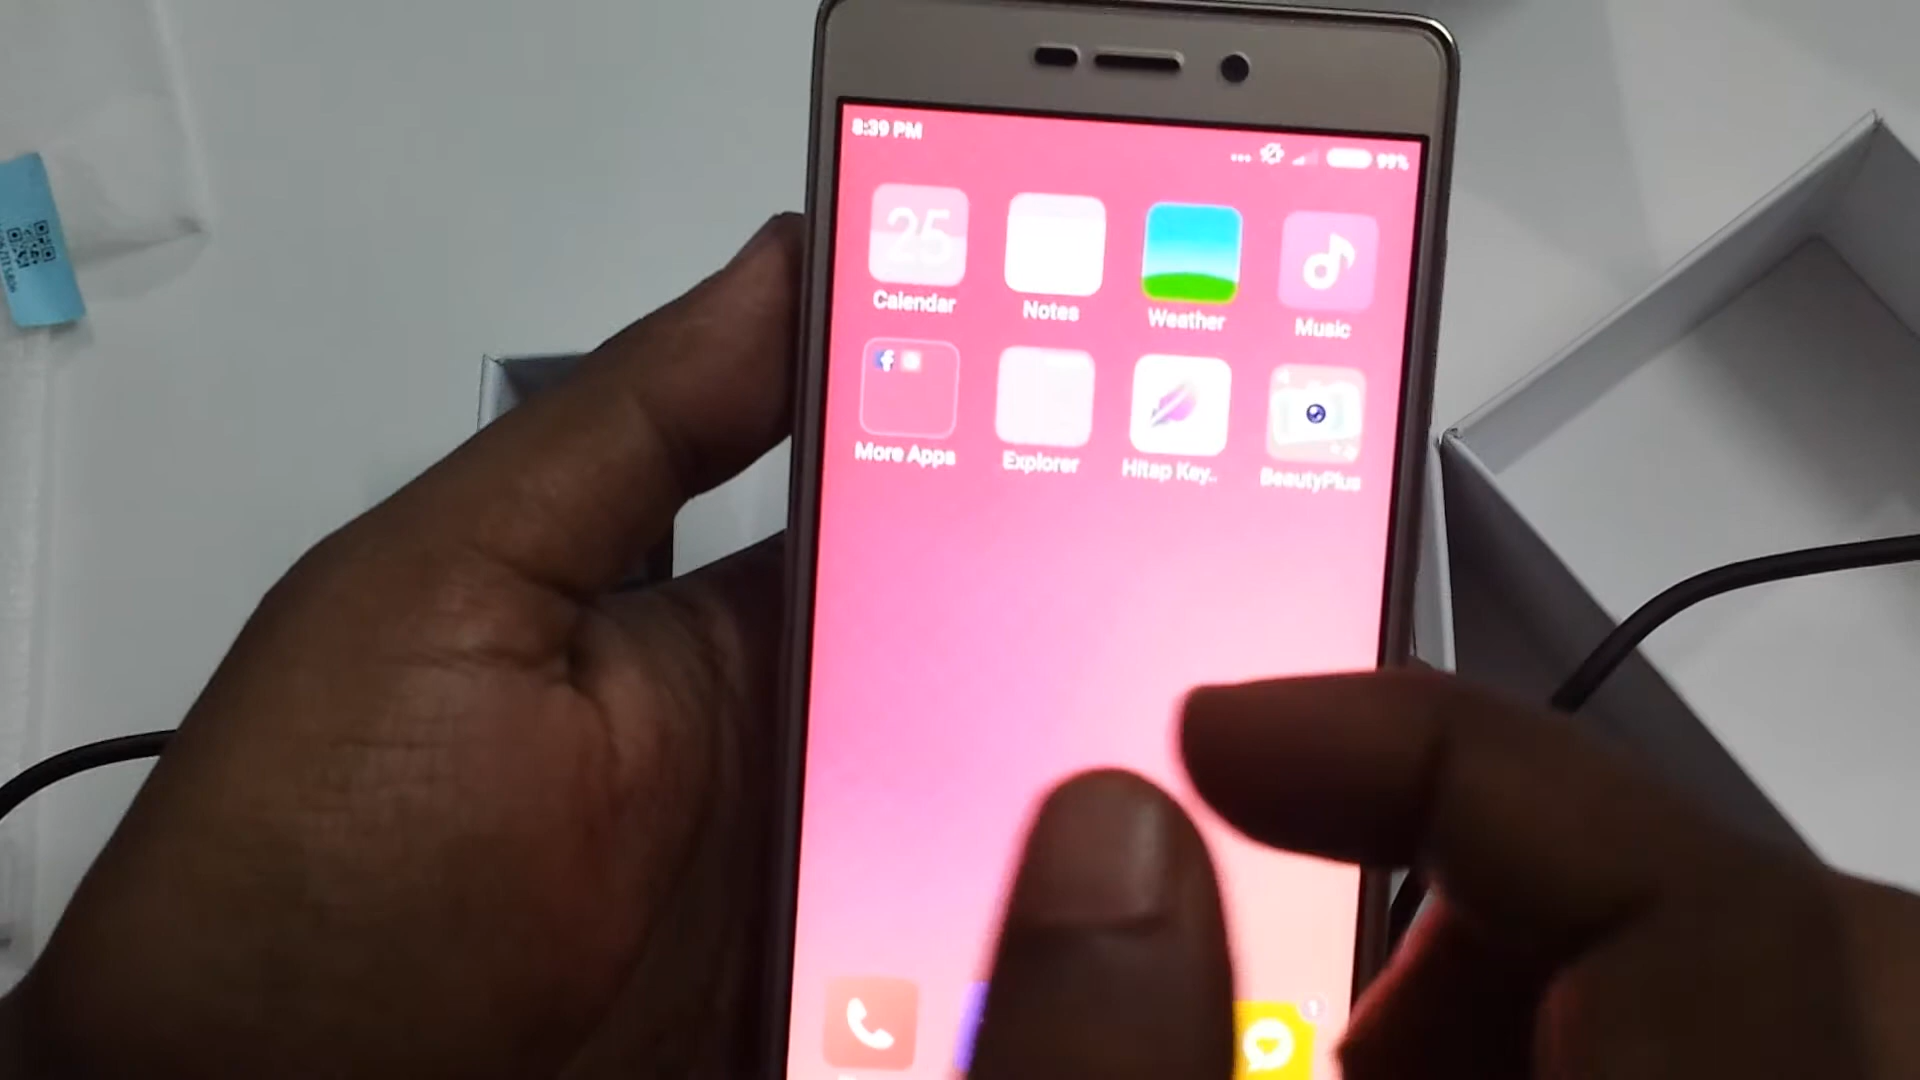 8:39 PM
99%
25
Calendar
Notes
Weather
Music
More Apps
Explorer
Hitap Key..
BeautyPlus